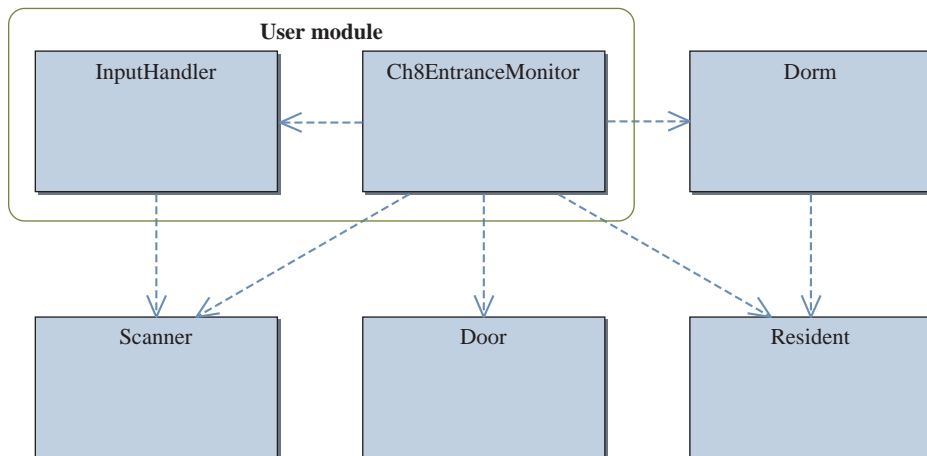 User module
InputHandler
Ch8EntranceMonitor
Dorm
Scanner
Door
Resident